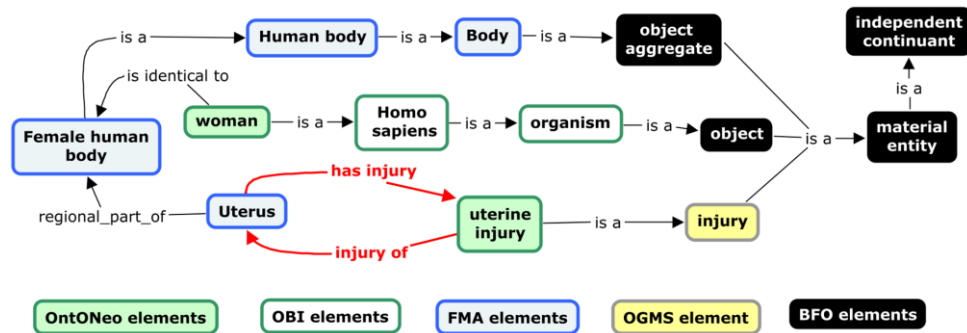 is a
Human body
is a
Body
is a
object
aggregate
independent
continuant
is identical to
is a
woman
is a
Homo
sapiens
is a
organism
is a
object
is a
material
entity
Female human
body
has injury
regional_part_of
Uterus
uterine
injury
is a
injury
injury of
OntONeo elements
OBI elements
FMA elements
OGMS element
BFO elements